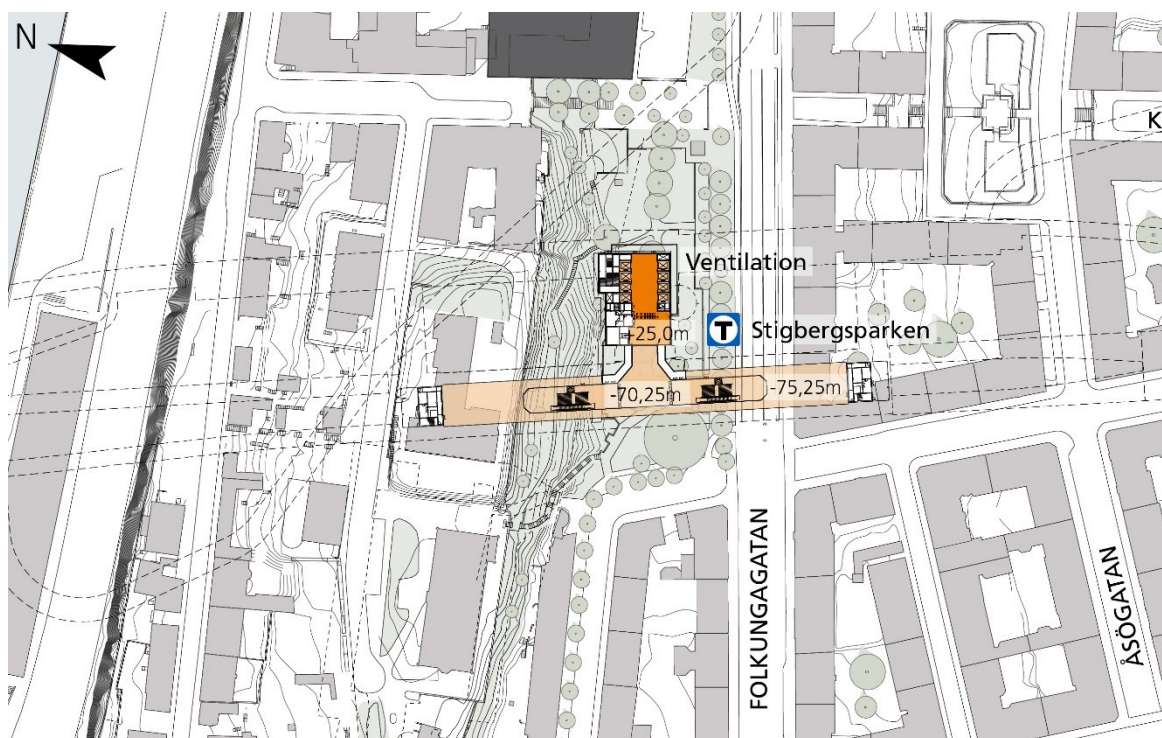 N
K
Ventilation
+25,0m
T
Stigbergsparken
-70,25m
-75,25m
FOLKUNGAGATAN
ÅSÖGATAN